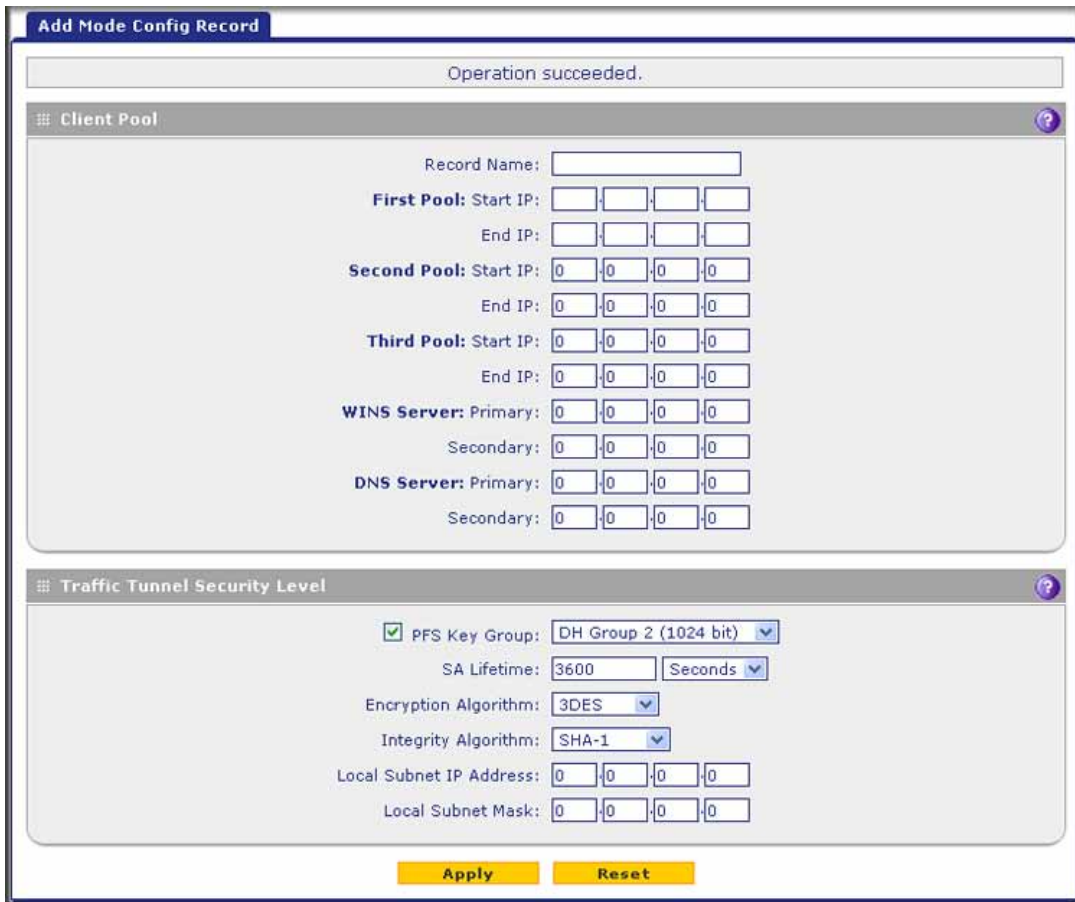 Add Mode Config Record
Operation succeeded.
Client Pool
Record Name:
First Pool: Start IP: . . .
End IP: . . .
Second Pool: Start IP: 0 .0 .0 .0
End IP: 0 .0 .0 .0
Third Pool: Start IP: 0 .0 .0 .0
End IP: 0 .0 .0 .0
WINS Server: Primary: 0 .0 .0 .0
Secondary: 0 .0 .0 .0
DNS Server: Primary: 0 .0 .0 .0
Secondary: 0 .0 .0 .0
Traffic Tunnel Security Level
PFS Key Group: DH Group 2 (1024 bit)
SA Lifetime: 3600 Seconds
Encryption Algorithm: 3DES
Integrity Algorithm: SHA-1
Local Subnet IP Address: 0 .0 .0 .0
Local Subnet Mask: 0 .0 .0 .0
Apply Reset